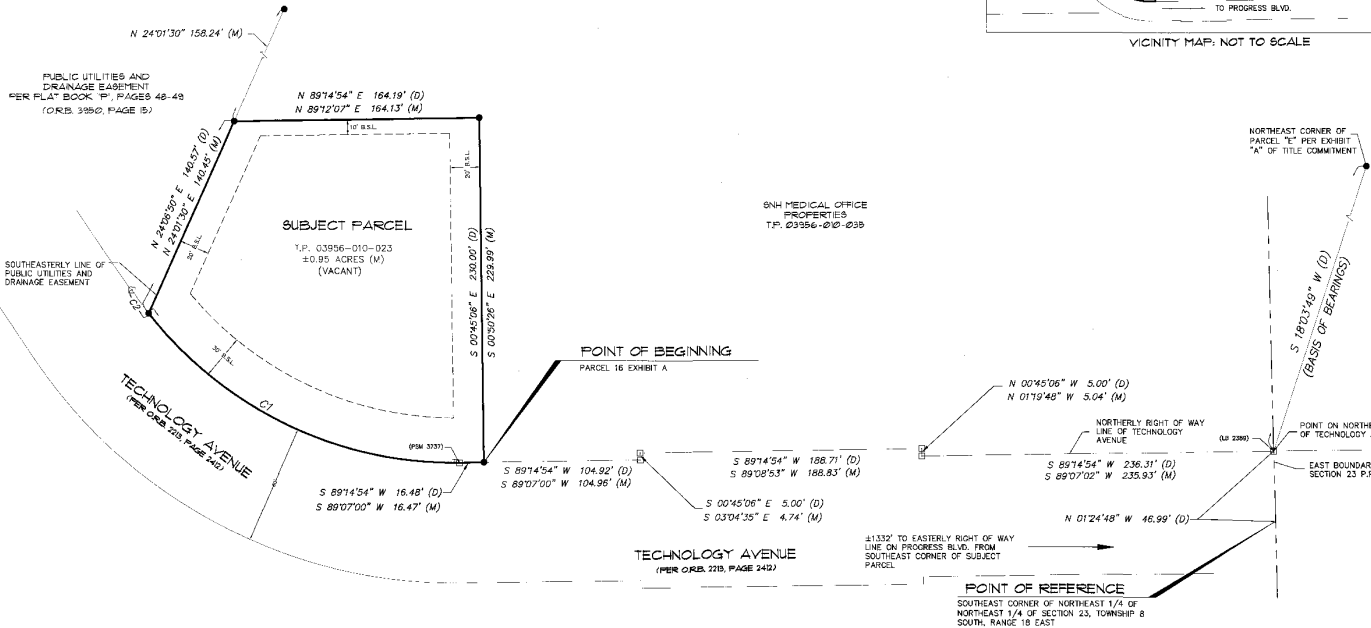 TO PROGRESS BLVD.
VICINITY MAP: NOT TO SCALE
N 24°01'30" 158.24' (M)
PUBLIC UTILITIES AND
DRAINAGE EASEMENT
PER PLAT BOOK "P", PAGES 48-49
(O.R.B. 3950, PAGE 15)
N 89°14'54" E 164.19' (D)
N 89°12'07" E 164.13' (M)
10' B.S.L.
N 24°06'50" E 140.57' (D)
N 24°01'30" E 140.45' (M)
20' B.S.L.
20' B.S.L.
SUBJECT PARCEL
T.P. 03956-010-023
±0.95 ACRES (M)
(VACANT)
S 00°45'06" E 230.00' (D)
S 00°50'26" E 229.99' (M)
SNH MEDICAL OFFICE
PROPERTIES
T.P. 03956-010-035
NORTHEAST CORNER OF
PARCEL "E" PER EXHIBIT
"A" OF TITLE COMMITMENT
S 18°03'49" W (D)
(BASIS OF BEARINGS)
SOUTHEASTERLY LINE OF
PUBLIC UTILITIES AND
DRAINAGE EASEMENT
C2
30' B.S.L.
C1
TECHNOLOGY AVENUE
(PER O.R.B. 2213, PAGE 2412)
POINT OF BEGINNING
PARCEL 16 EXHIBIT A
(PSM 3737)
S 89°14'54" W 16.48' (D)
S 89°07'00" W 16.47' (M)
S 89°14'54" W 104.92' (D)
S 89°07'00" W 104.96' (M)
S 00°45'06" E 5.00' (D)
S 03°04'35" E 4.74' (M)
S 89°14'54" W 188.71' (D)
S 89°08'53" W 188.83' (M)
N 00°45'06" W 5.00' (D)
N 01°19'48" W 5.04' (M)
NORTHERLY RIGHT OF WAY
LINE OF TECHNOLOGY
AVENUE
(LB 2389)
S 89°14'54" W 236.31' (D)
S 89°07'02" W 235.93' (M)
POINT ON NORTHE
OF TECHNOLOGY
EAST BOUNDAR
SECTION 23 P.R
N 01°24'48" W 46.99' (D)
±1332' TO EASTERLY RIGHT OF WAY
LINE ON PROGRESS BLVD. FROM
SOUTHEAST CORNER OF SUBJECT
PARCEL
TECHNOLOGY AVENUE
(PER O.R.B. 2213, PAGE 2412)
POINT OF REFERENCE
SOUTHEAST CORNER OF NORTHEAST 1/4 OF
NORTHEAST 1/4 OF SECTION 23, TOWNSHIP 8
SOUTH, RANGE 18 EAST